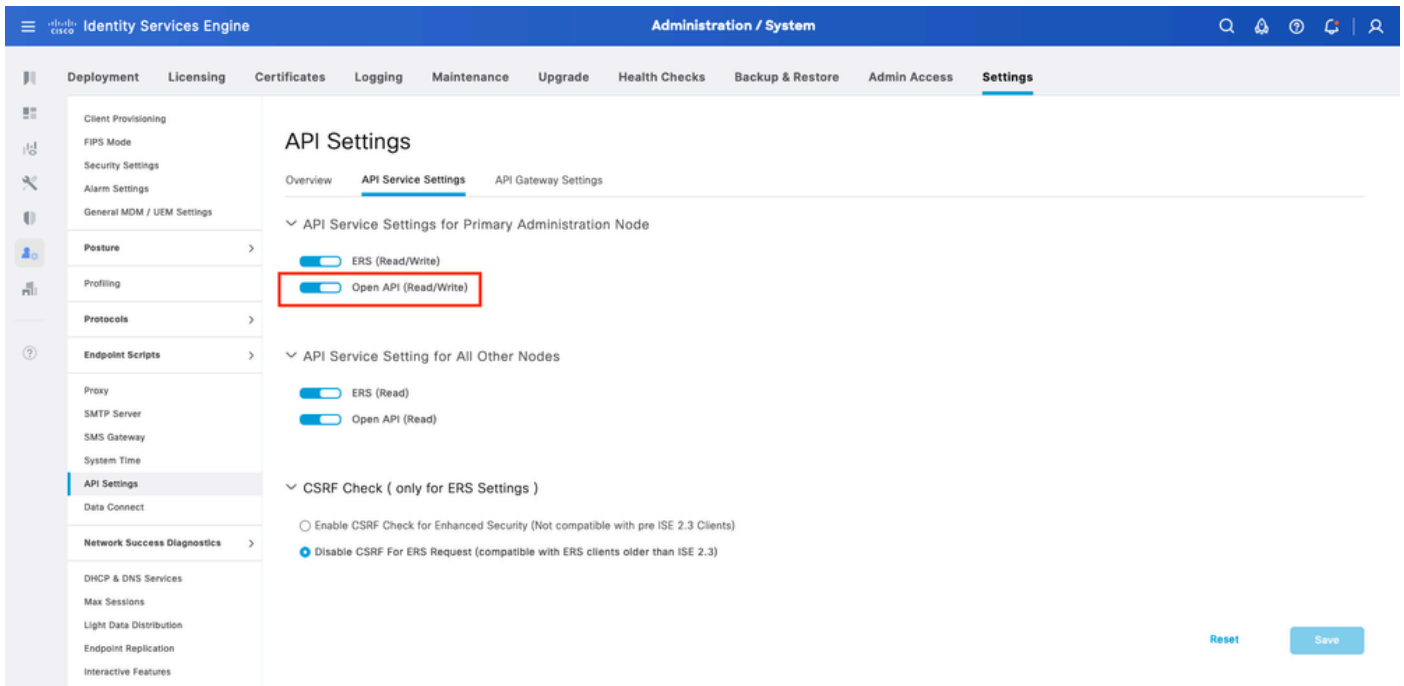 cisco Identity Services Engine
Administration / System
Deployment Licensing Certificates Logging Maintenance Upgrade Health Checks Backup & Restore Admin Access Settings
Client Provisioning
FIPS Mode
Security Settings
Alarm Settings
General MDM / UEM Settings
Posture
Profiling
Protocols
Endpoint Scripts
Proxy
SMTP Server
SMS Gateway
System Time
API Settings
Data Connect
Network Success Diagnostics
DHCP & DNS Services
Max Sessions
Light Data Distribution
Endpoint Replication
Interactive Features
API Settings
Overview API Service Settings API Gateway Settings
API Service Settings for Primary Administration Node
ERS (Read/Write)
Open API (Read/Write)
API Service Setting for All Other Nodes
ERS (Read)
Open API (Read)
CSRF Check ( only for ERS Settings )
Enable CSRF Check for Enhanced Security (Not compatible with pre ISE 2.3 Clients)
Disable CSRF For ERS Request (compatible with ERS clients older than ISE 2.3)
Reset Save